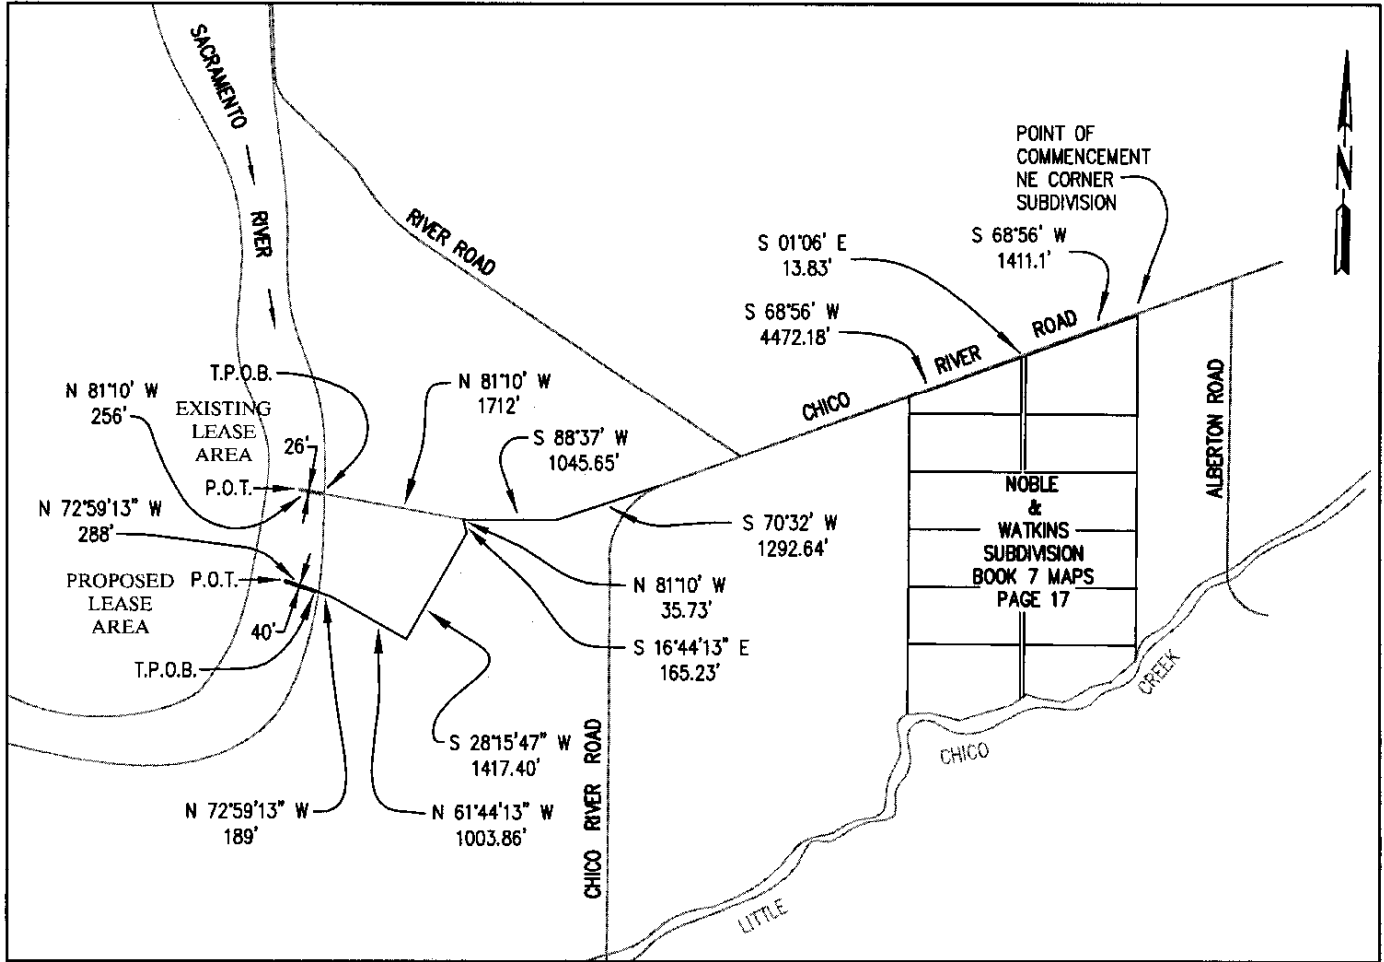 SACRAMENTO
RIVER
RIVER ROAD
POINT OF
COMMENCEMENT
NE CORNER
SUBDIVISION
N
S 01°06' E
13.83'
S 68°56' W
1411.1'
S 68°56' W
4472.18'
CHICO
RIVER
ROAD
ALBERTON ROAD
T.P.O.B.
N 81°10' W
256'
EXISTING
LEASE
AREA
26'
P.O.T.
N 81°10' W
1712'
S 88°37' W
1045.65'
N 72°59'13" W
288'
PROPOSED
LEASE
AREA
P.O.T.
40'
T.P.O.B.
S 70°32' W
1292.64'
N 81°10' W
35.73'
S 16°44'13" E
165.23'
NOBLE
&
WATKINS
SUBDIVISION
BOOK 7 MAPS
PAGE 17
S 28°15'47" W
1417.40'
N 72°59'13" W
189'
N 61°44'13" W
1003.86'
CHICO RIVER ROAD
LITTLE
CHICO
CREEK